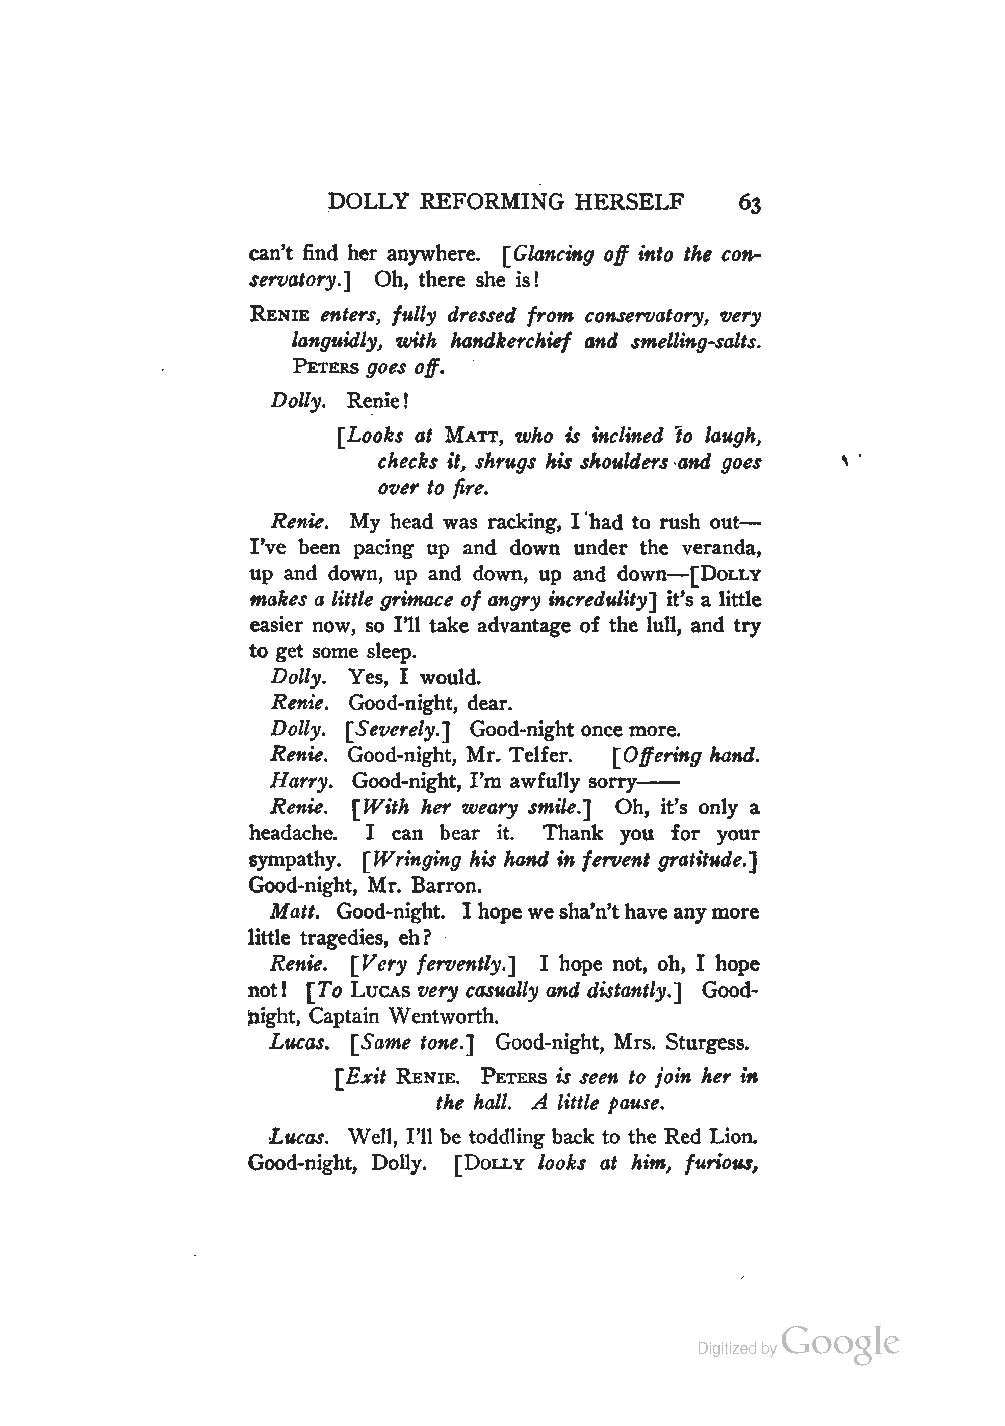 DOLLY REFORMING HERSELF 63
can't find her anywhere. [Glancing off into the con-
servatory.] Oh, there she is!
RENIE enters, fully dressed from conservatory, very
languidly, with handkerchief and smelling-salts.
PETERS goes off.
Dolly. Renie!
[Looks at MATT, who is inclined to laugh,
checks it, shrugs his shoulders and goes
over to fire.
Renie. My head was racking, I had to rush out—
I've been pacing up and down under the veranda,
up and down, up and down, up and down—[DOLLY
makes a little grimace of angry incredulity] it's a little
easier now, so I'll take advantage of the lull, and try
to get some sleep.
Dolly. Yes, I would.
Renie. Good-night, dear.
Dolly. [Severely.] Good-night once more.
Renie. Good-night, Mr. Telfer. [Offering hand.
Harry. Good-night, I'm awfully sorry——
Renie. [With her weary smile.] Oh, it's only a
headache. I can bear it. Thank you for your
sympathy. [Wringing his hand in fervent gratitude.]
Good-night, Mr. Barron.
Matt. Good-night. I hope we sha'n't have any more
little tragedies, eh?
Renie. [Very fervently.] I hope not, oh, I hope
not! [To LUCAS very casually and distantly.] Good-
night, Captain Wentworth.
Lucas. [Same tone.] Good-night, Mrs. Sturgess.
[Exit RENIE. PETERS is seen to join her in
the hall. A little pause.
Lucas. Well, I'll be toddling back to the Red Lion.
Good-night, Dolly. [DOLLY looks at him, furious,
Digitized by Google